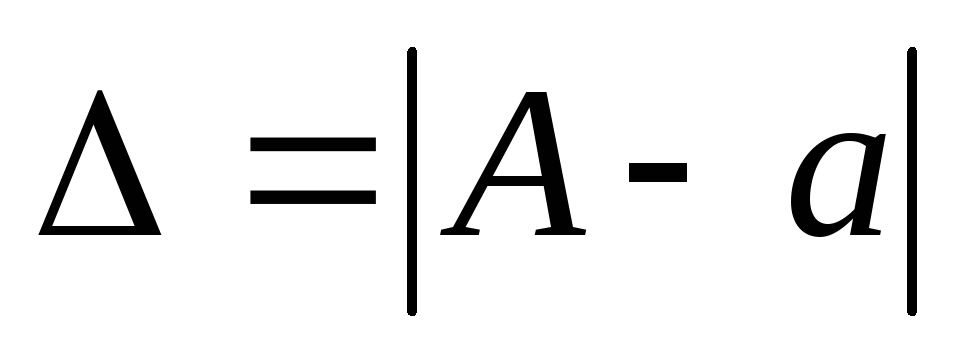 Δ = |A - a|